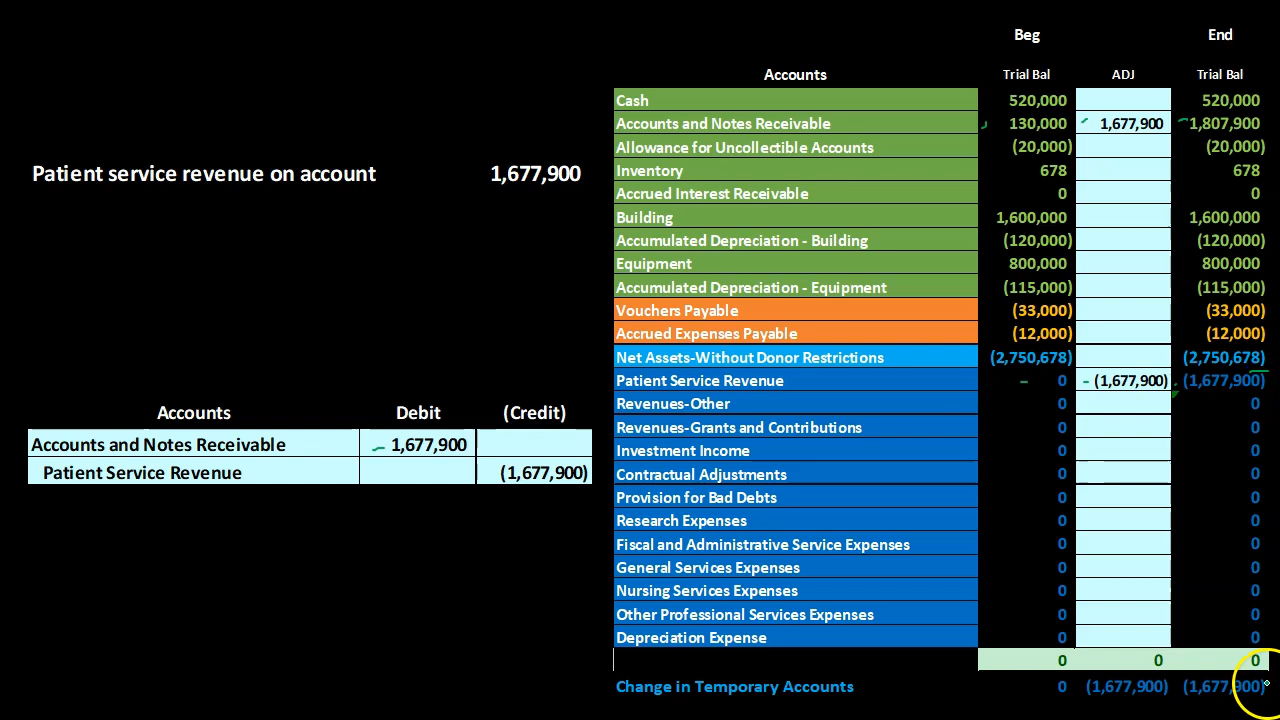 Beg End
Accounts Trial Bal ADJ Trial Bal
Cash 520,000 520,000
Accounts and Notes Receivable 130,000 1,677,900 1,807,900
Allowance for Uncollectible Accounts (20,000) (20,000)
Patient service revenue on account 1,677,900
Inventory 678 678
Accrued Interest Receivable 0 0
Building 1,600,000 1,600,000
Accumulated Depreciation - Building (120,000) (120,000)
Equipment 800,000 800,000
Accumulated Depreciation - Equipment (115,000) (115,000)
Vouchers Payable (33,000) (33,000)
Accrued Expenses Payable (12,000) (12,000)
Net Assets-Without Donor Restrictions (2,750,678) (2,750,678)
Patient Service Revenue 0 (1,677,900) (1,677,900)
Revenues-Other 0 0
Revenues-Grants and Contributions 0 0
Investment Income 0 0
Contractual Adjustments 0 0
Provision for Bad Debts 0 0
Research Expenses 0 0
Fiscal and Administrative Service Expenses 0 0
General Services Expenses 0 0
Nursing Services Expenses 0 0
Other Professional Services Expenses 0 0
Depreciation Expense 0 0
0 0 0
Change in Temporary Accounts 0 (1,677,900) (1,677,900)
Accounts Debit (Credit)
Accounts and Notes Receivable 1,677,900
Patient Service Revenue (1,677,900)